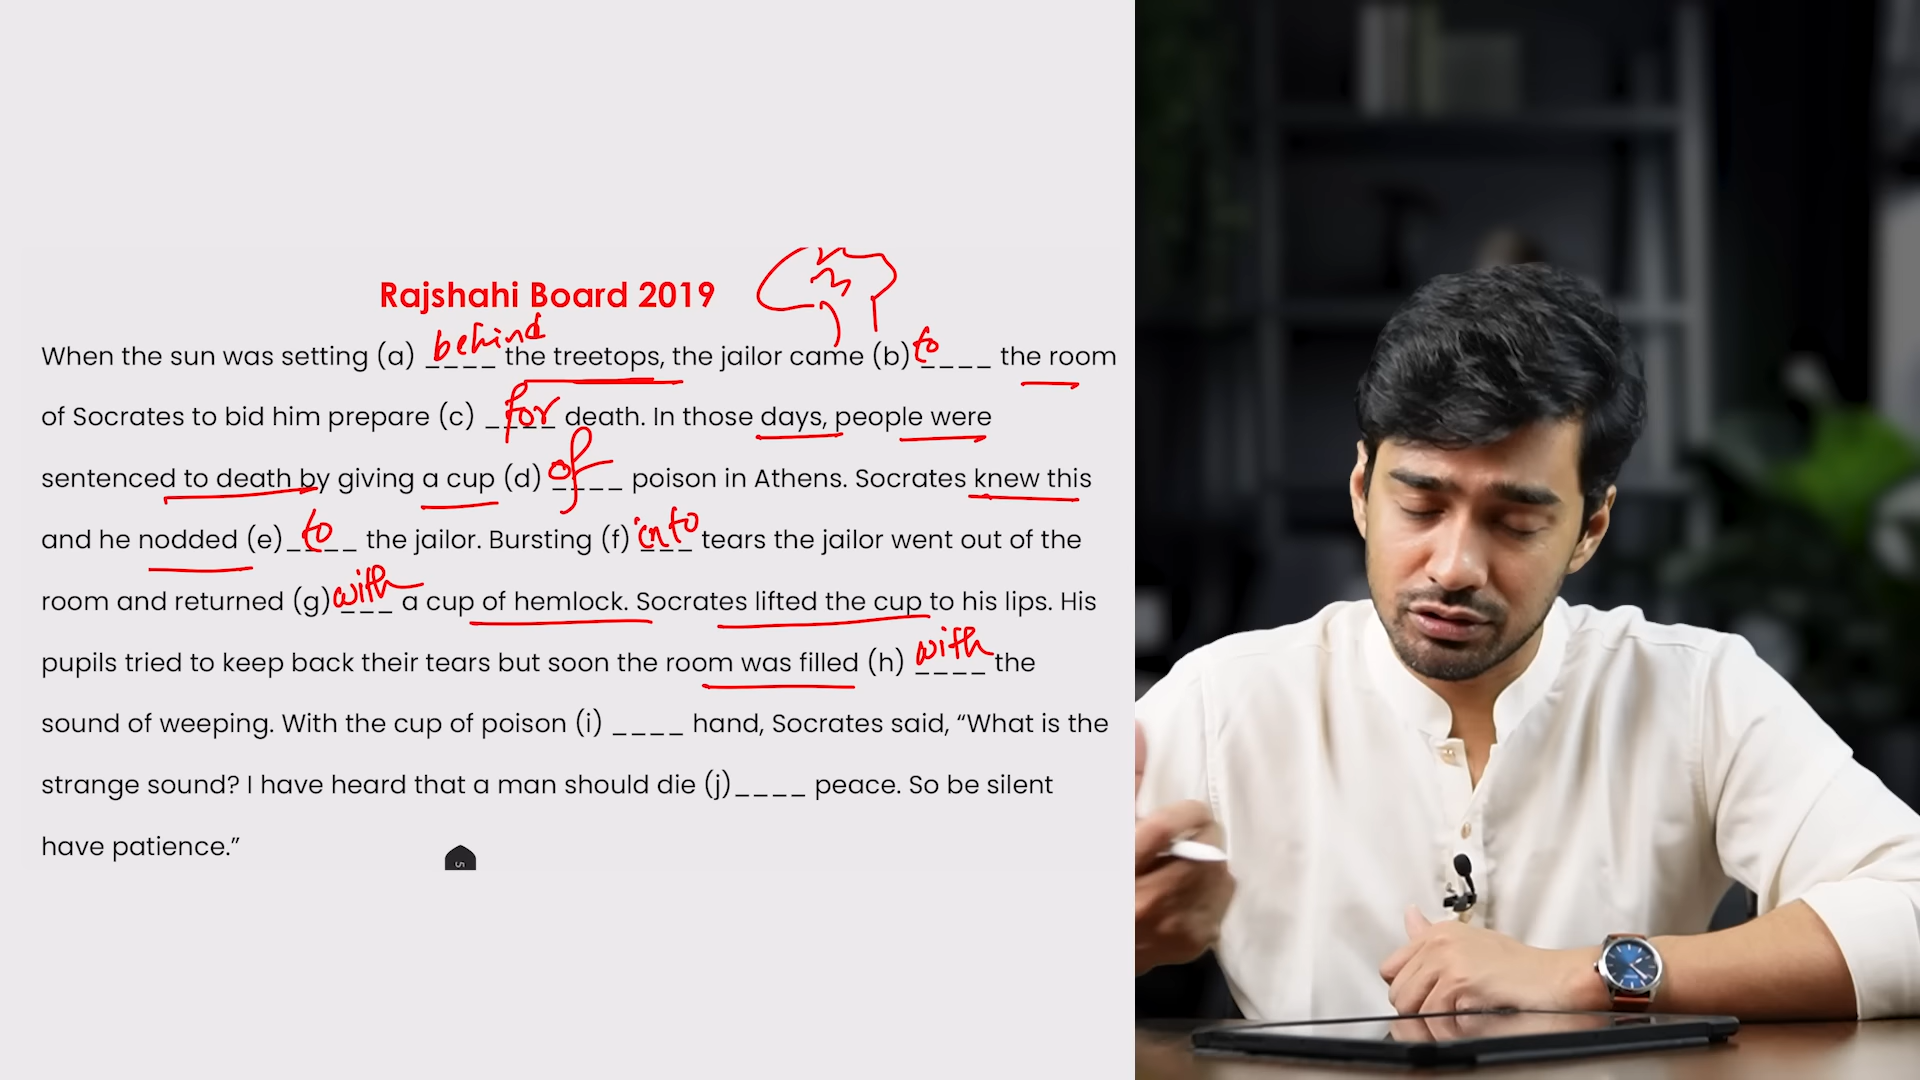 Rajshahi Board 2019
When the sun was setting (a) behind the treetops, the jailor came (b) to the room
of Socrates to bid him prepare (c) for death. In those days, people were
sentenced to death by giving a cup (d) of poison in Athens. Socrates knew this
and he nodded (e) to the jailor. Bursting (f) into tears the jailor went out of the
room and returned (g) with a cup of hemlock. Socrates lifted the cup to his lips. His
pupils tried to keep back their tears but soon the room was filled (h) with the
sound of weeping. With the cup of poison (i) ____ hand, Socrates said, “What is the
strange sound? I have heard that a man should die (j)____ peace. So be silent
have patience.”
5